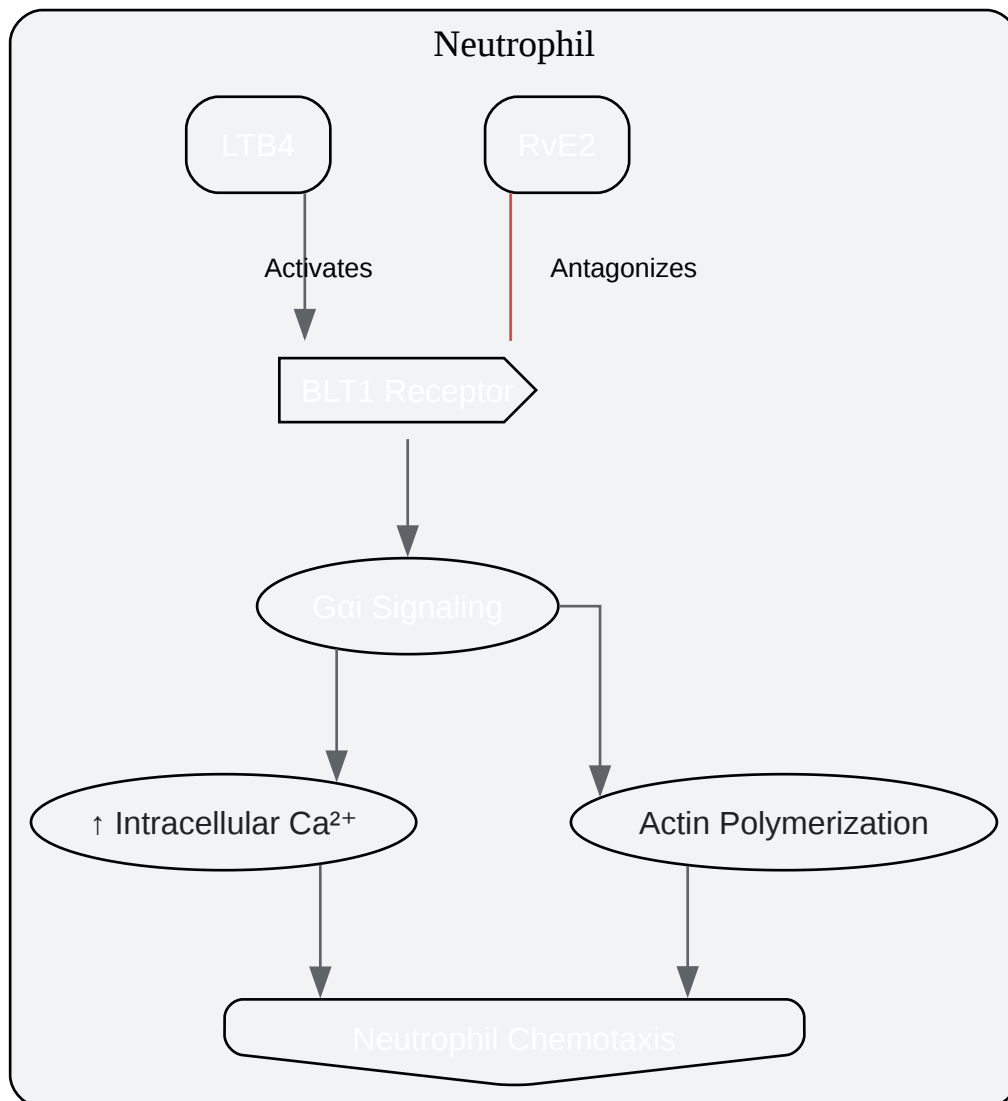 Neutrophil
LTB4
RvE2
Activates
Antagonizes
BLT1 Receptor
Gαi Signaling
↑ Intracellular Ca²⁺
Actin Polymerization
Neutrophil Chemotaxis